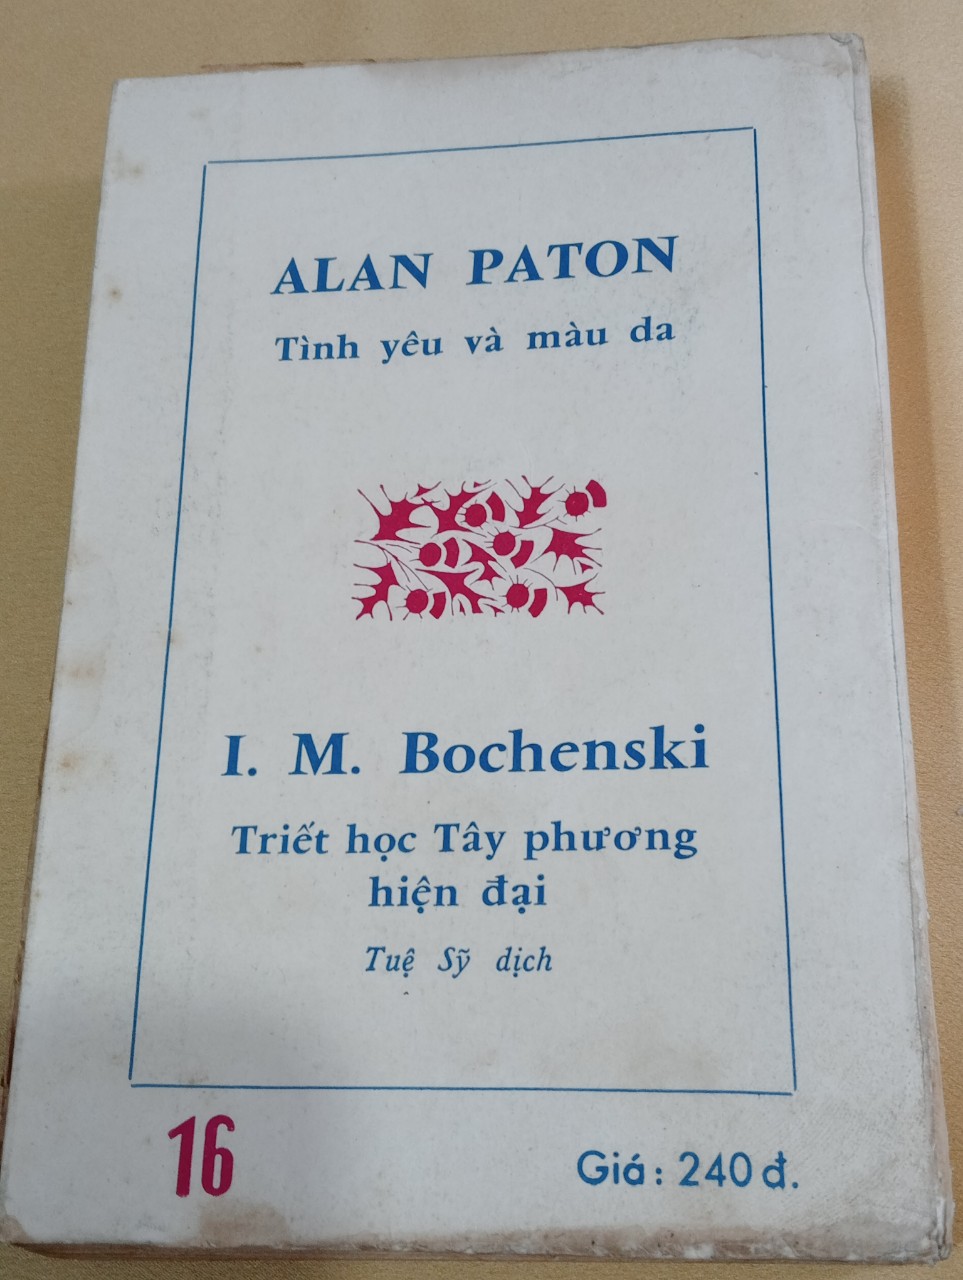 ALAN PATON
Tình yêu và màu da
I. M. Bochenski
Triết học Tây phương
hiện đại
Tuệ Sỹ dịch
16
Giá : 240 đ.